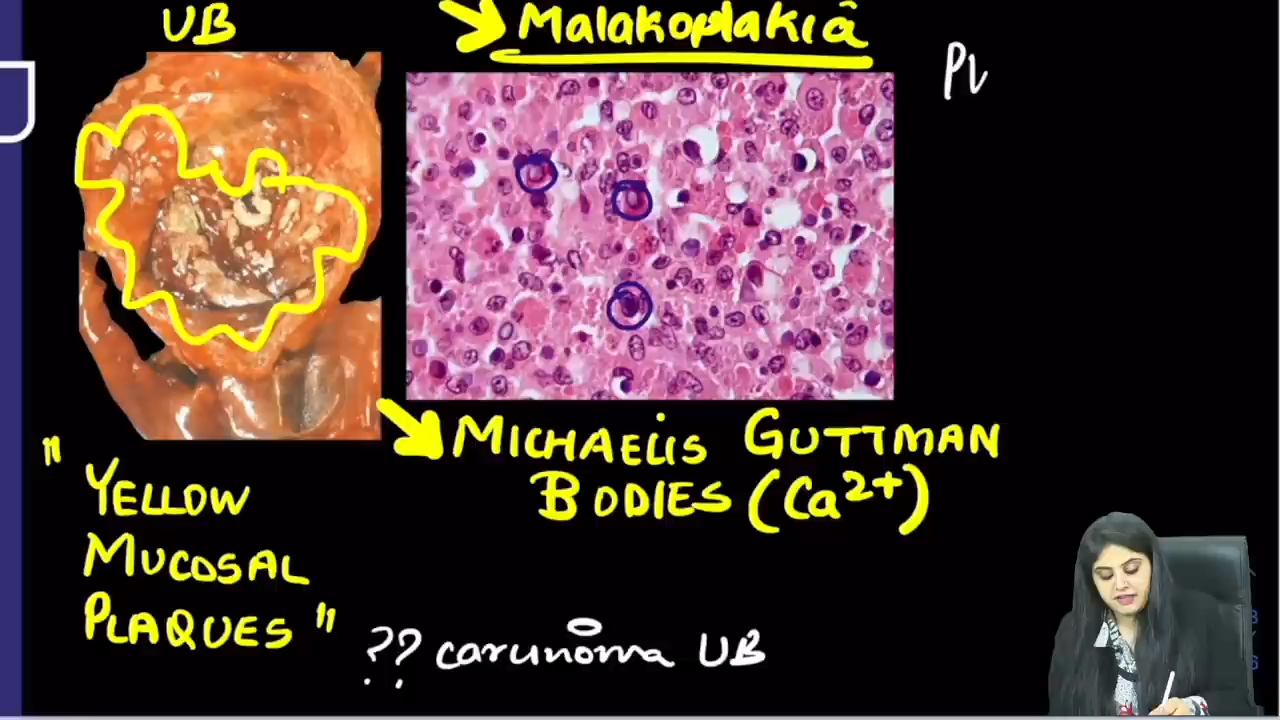 UB
Malakoplakia
PV
MICHAELIS GUTTMAN
BODIES (Ca2+)
" YELLOW
MUCOSAL
PLAQUES "
?? carcinoma UB